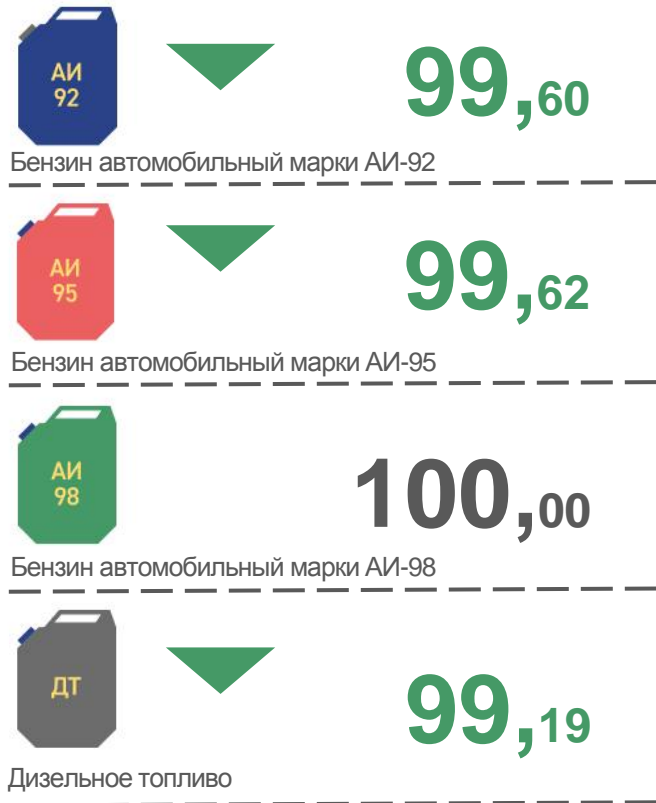 АИ
92
99,60
Бензин автомобильный марки АИ-92
АИ
95
99,62
Бензин автомобильный марки АИ-95
АИ
98
100,00
Бензин автомобильный марки АИ-98
ДТ
99,19
Дизельное топливо